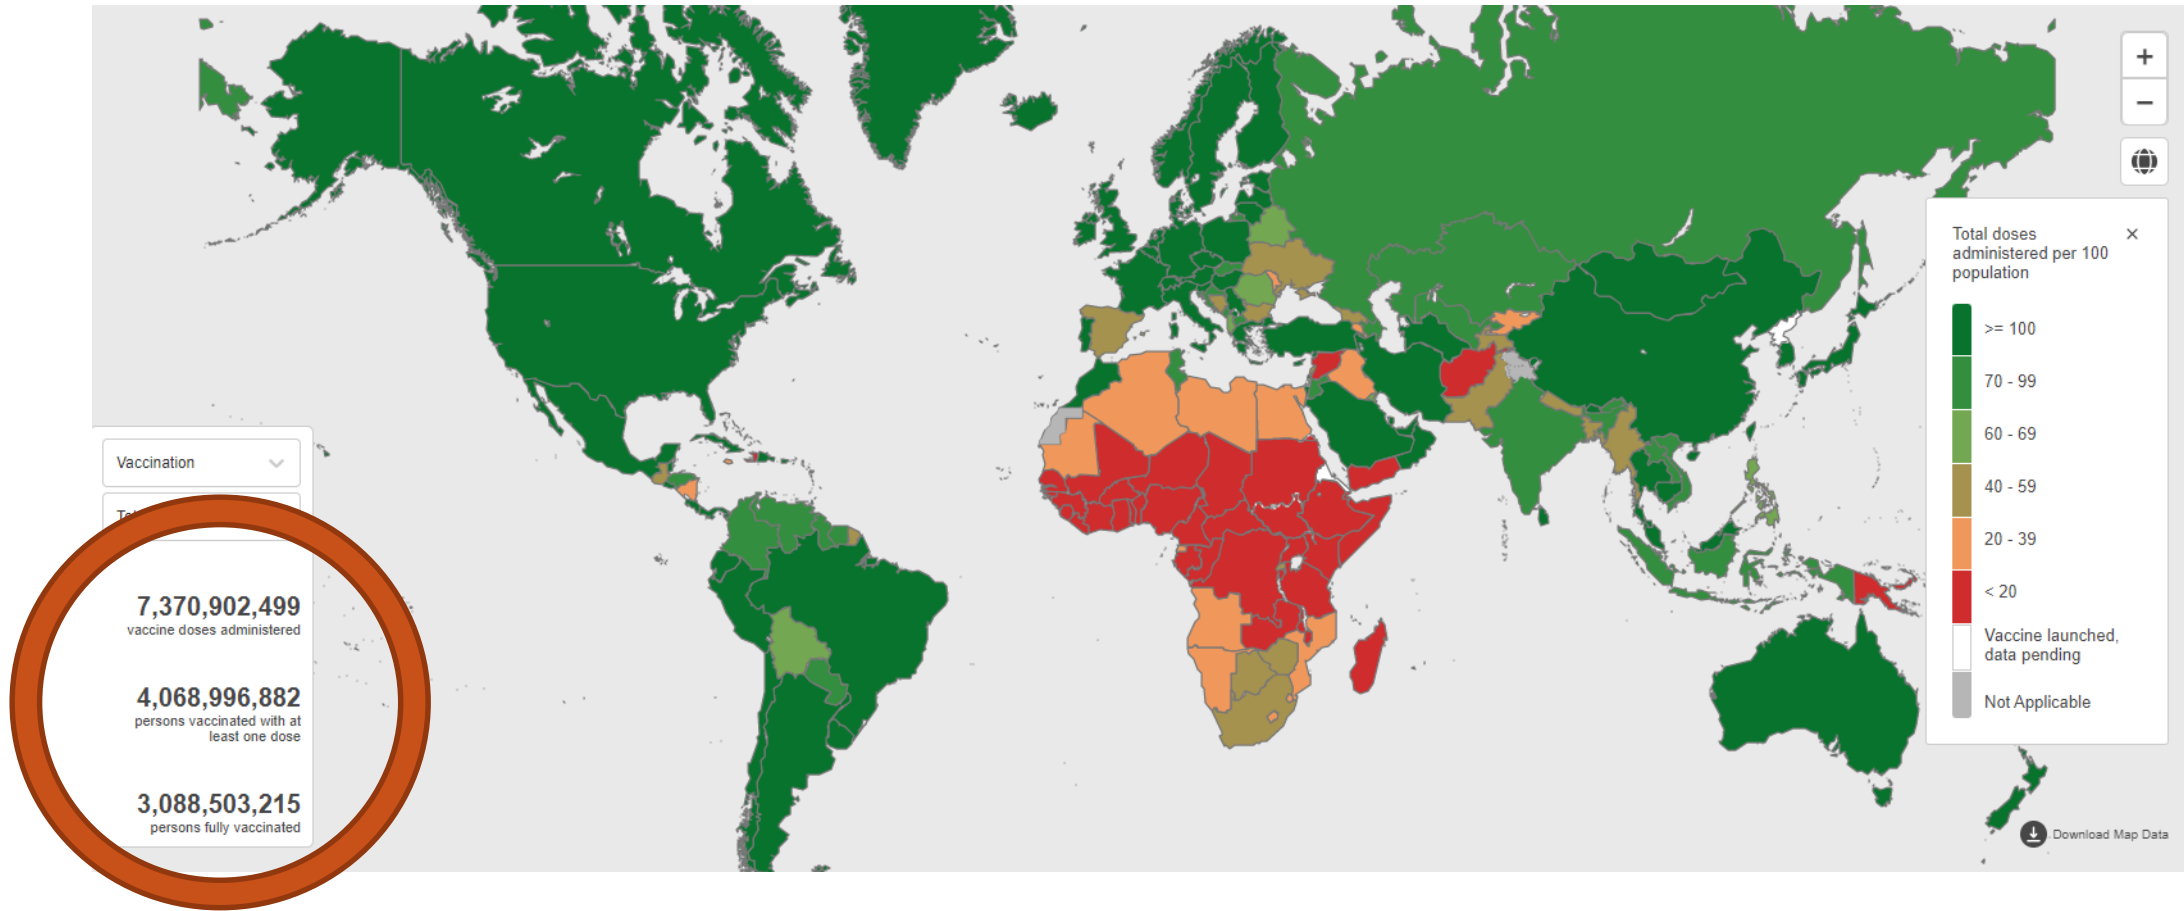 Vaccination
7,370,902,499
vaccine doses administered
4,068,996,882
persons vaccinated with at
least one dose
3,088,503,215
persons fully vaccinated
+
−
Total doses
administered per 100
population
×
>= 100
70 - 99
60 - 69
40 - 59
20 - 39
< 20
Vaccine launched,
data pending
Not Applicable
Download Map Data